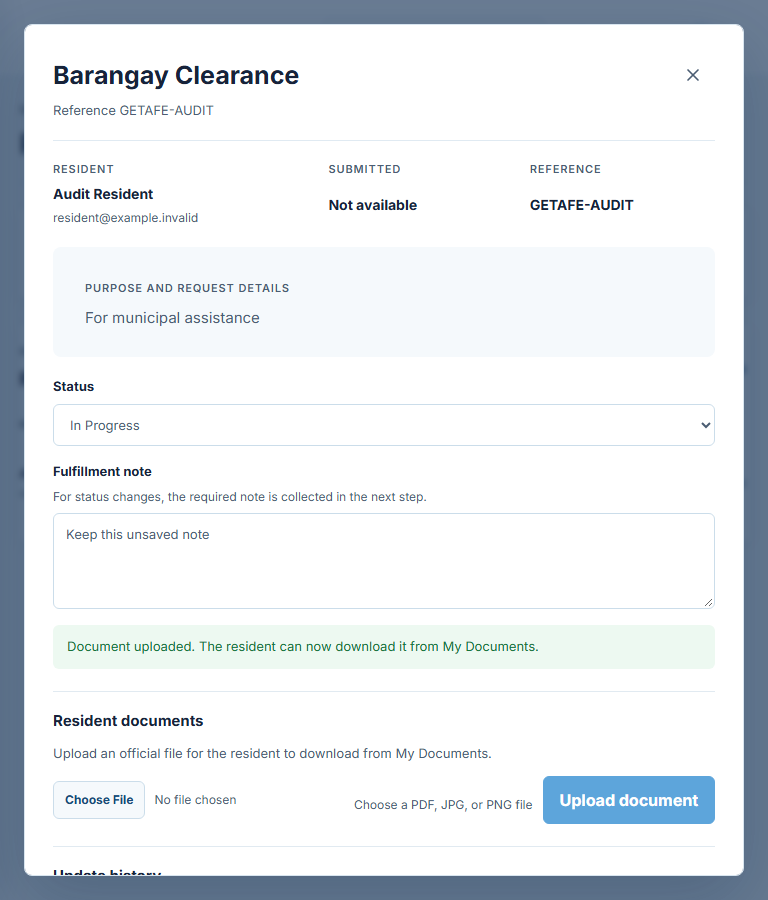 Barangay Clearance
Reference GETAFE-AUDIT
RESIDENT
Audit Resident
resident@example.invalid
SUBMITTED
Not available
REFERENCE
GETAFE-AUDIT
PURPOSE AND REQUEST DETAILS
For municipal assistance
Status
In Progress
Fulfillment note
For status changes, the required note is collected in the next step.
Keep this unsaved note
Document uploaded. The resident can now download it from My Documents.
Resident documents
Upload an official file for the resident to download from My Documents.
Choose File No file chosen
Choose a PDF, JPG, or PNG file
Upload document
Update history